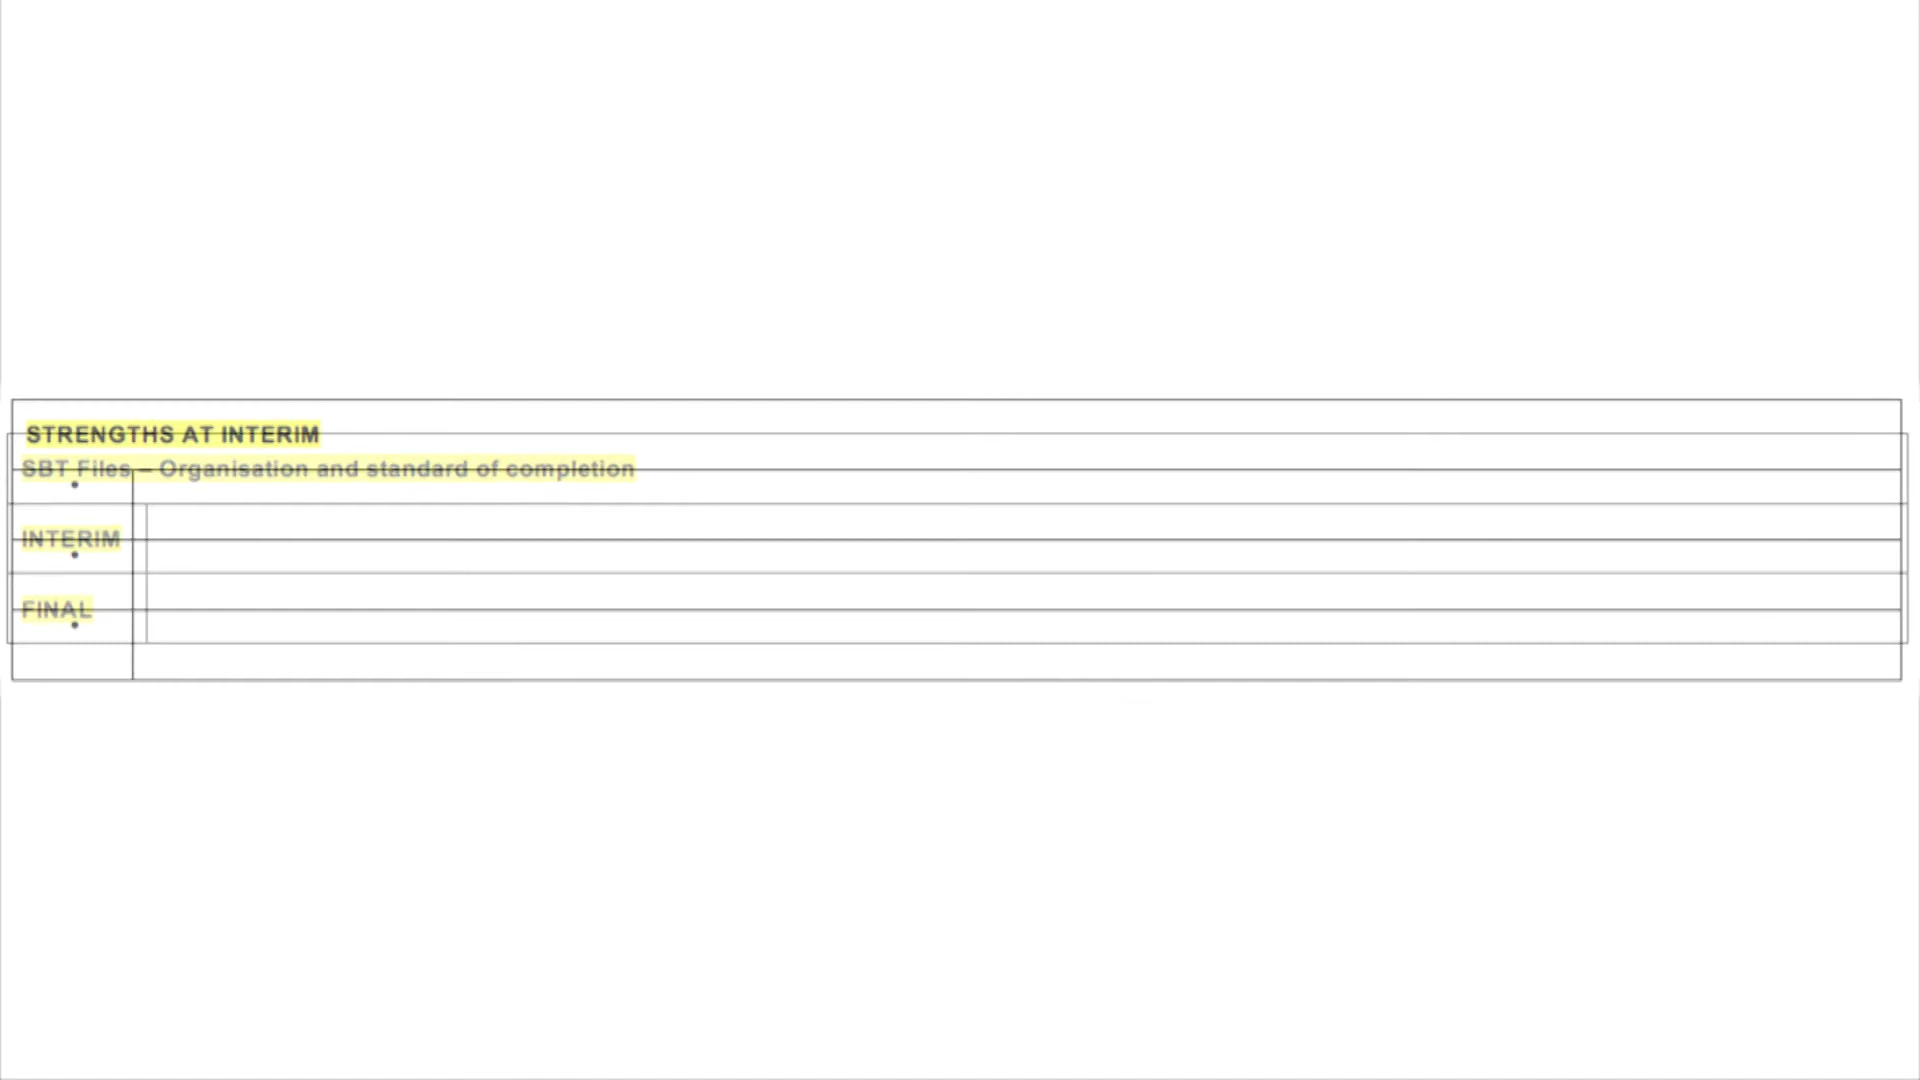 STRENGTHS AT INTERIM
SBT Files – Organisation and standard of completion
•
INTERIM
•
FINAL
•